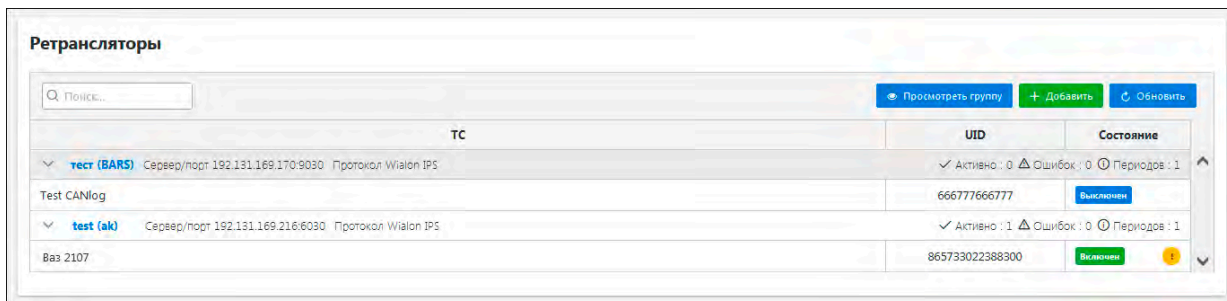 Ретрансляторы
Поиск...
Просмотреть группу + Добавить Обновить
ТС UID Состояние
тест (BARS) Сервер/порт 192.131.169.170:9030 Протокол Wialon IPS Активно : 0 Ошибок : 0 Периодов : 1
Test CANlog 666777666777 Выключен
test (ak) Сервер/порт 192.131.169.216:6030 Протокол Wialon IPS Активно : 1 Ошибок : 0 Периодов : 1
Ваз 2107 865733022388300 Включен !